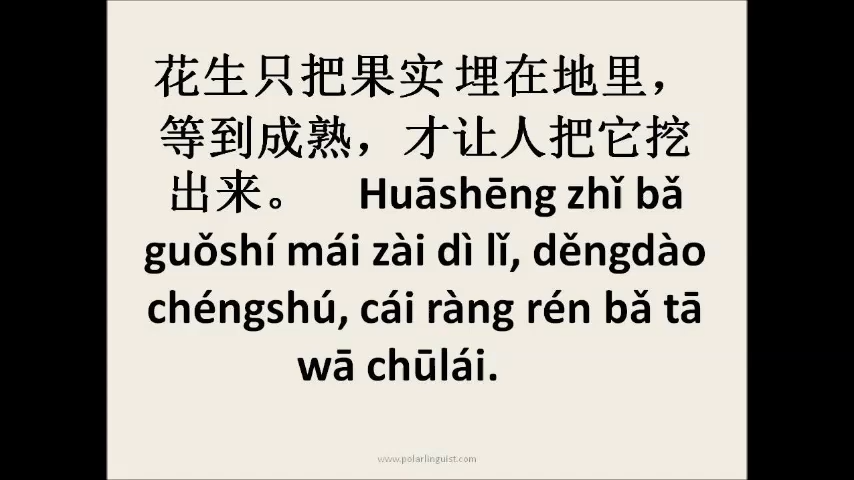 花生只把果实 埋在地里，
等到成熟，才让人把它挖
出来。 Huāshēng zhǐ bǎ
guǒshí mái zài dì lǐ, děngdào
chéngshú, cái ràng rén bǎ tā
wā chūlái.
www.polarlinguist.com